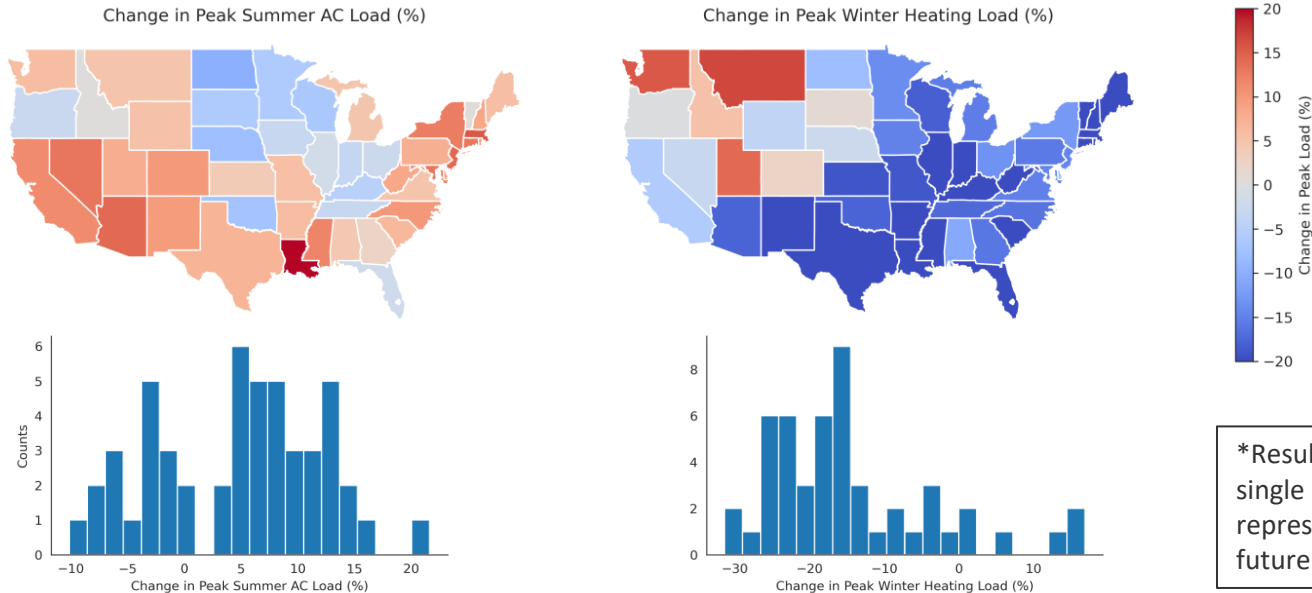 Change in Peak Summer AC Load (%)
Change in Peak Winter Heating Load (%)
20
15
10
5
0
−5
−10
−15
−20
Change in Peak Load (%)
6
5
4
3
2
1
0
Counts
−10 −5 0 5 10 15 20
Change in Peak Summer AC Load (%)
8
6
4
2
0
−30 −20 −10 0 10
Change in Peak Winter Heating Load (%)
*Resul
single
repres
future